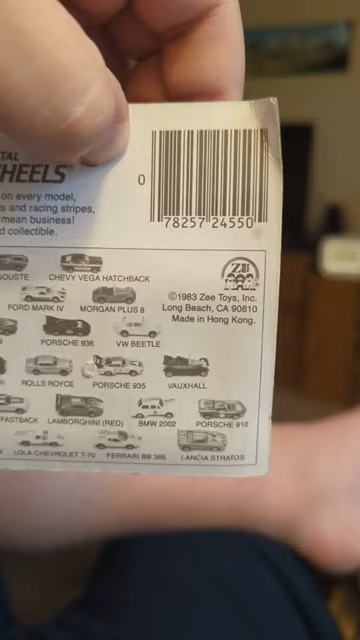 TAL
HEELS
on every model,
s and racing stripes,
mean business!
d collectible.
0
78257 24550
ZEE
TOYS
©1983 Zee Toys, Inc.
Long Beach, CA 90810
Made in Hong Kong.
GOUSTE CHEVY VEGA HATCHBACK
FORD MARK IV MORGAN PLUS 8
PORSCHE 936 VW BEETLE
ROLLS ROYCE PORSCHE 935 VAUXHALL
FASTBACK LAMBORGHINI (RED) BMW 2002 PORSCHE 910
LOLA CHEVROLET T-70 FERRARI BB 365 LANCIA STRATOS